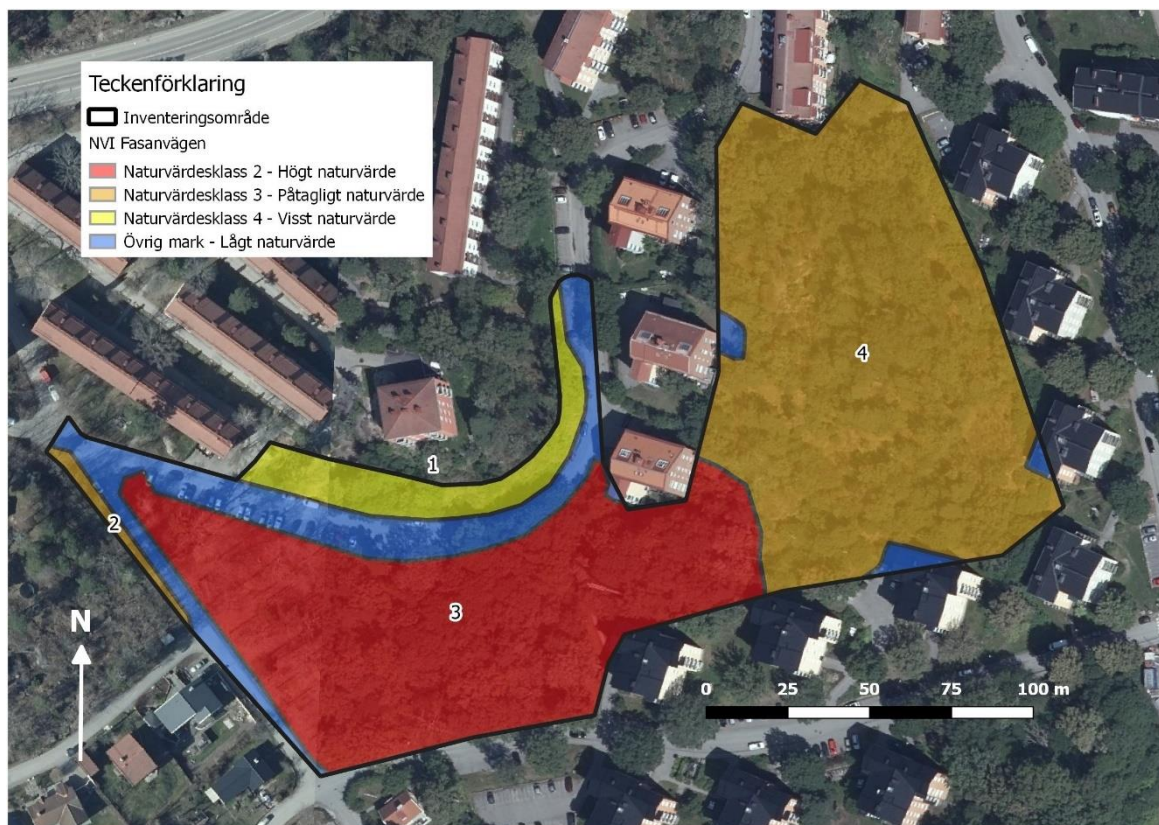 Teckenförklaring
Inventeringsområde
NVI Fasanvägen
Naturvärdesklass 2 - Högt naturvärde
Naturvärdesklass 3 - Påtagligt naturvärde
Naturvärdesklass 4 - Visst naturvärde
Övrig mark - Lågt naturvärde
4
1
2
3
N
0 25 50 75 100 m